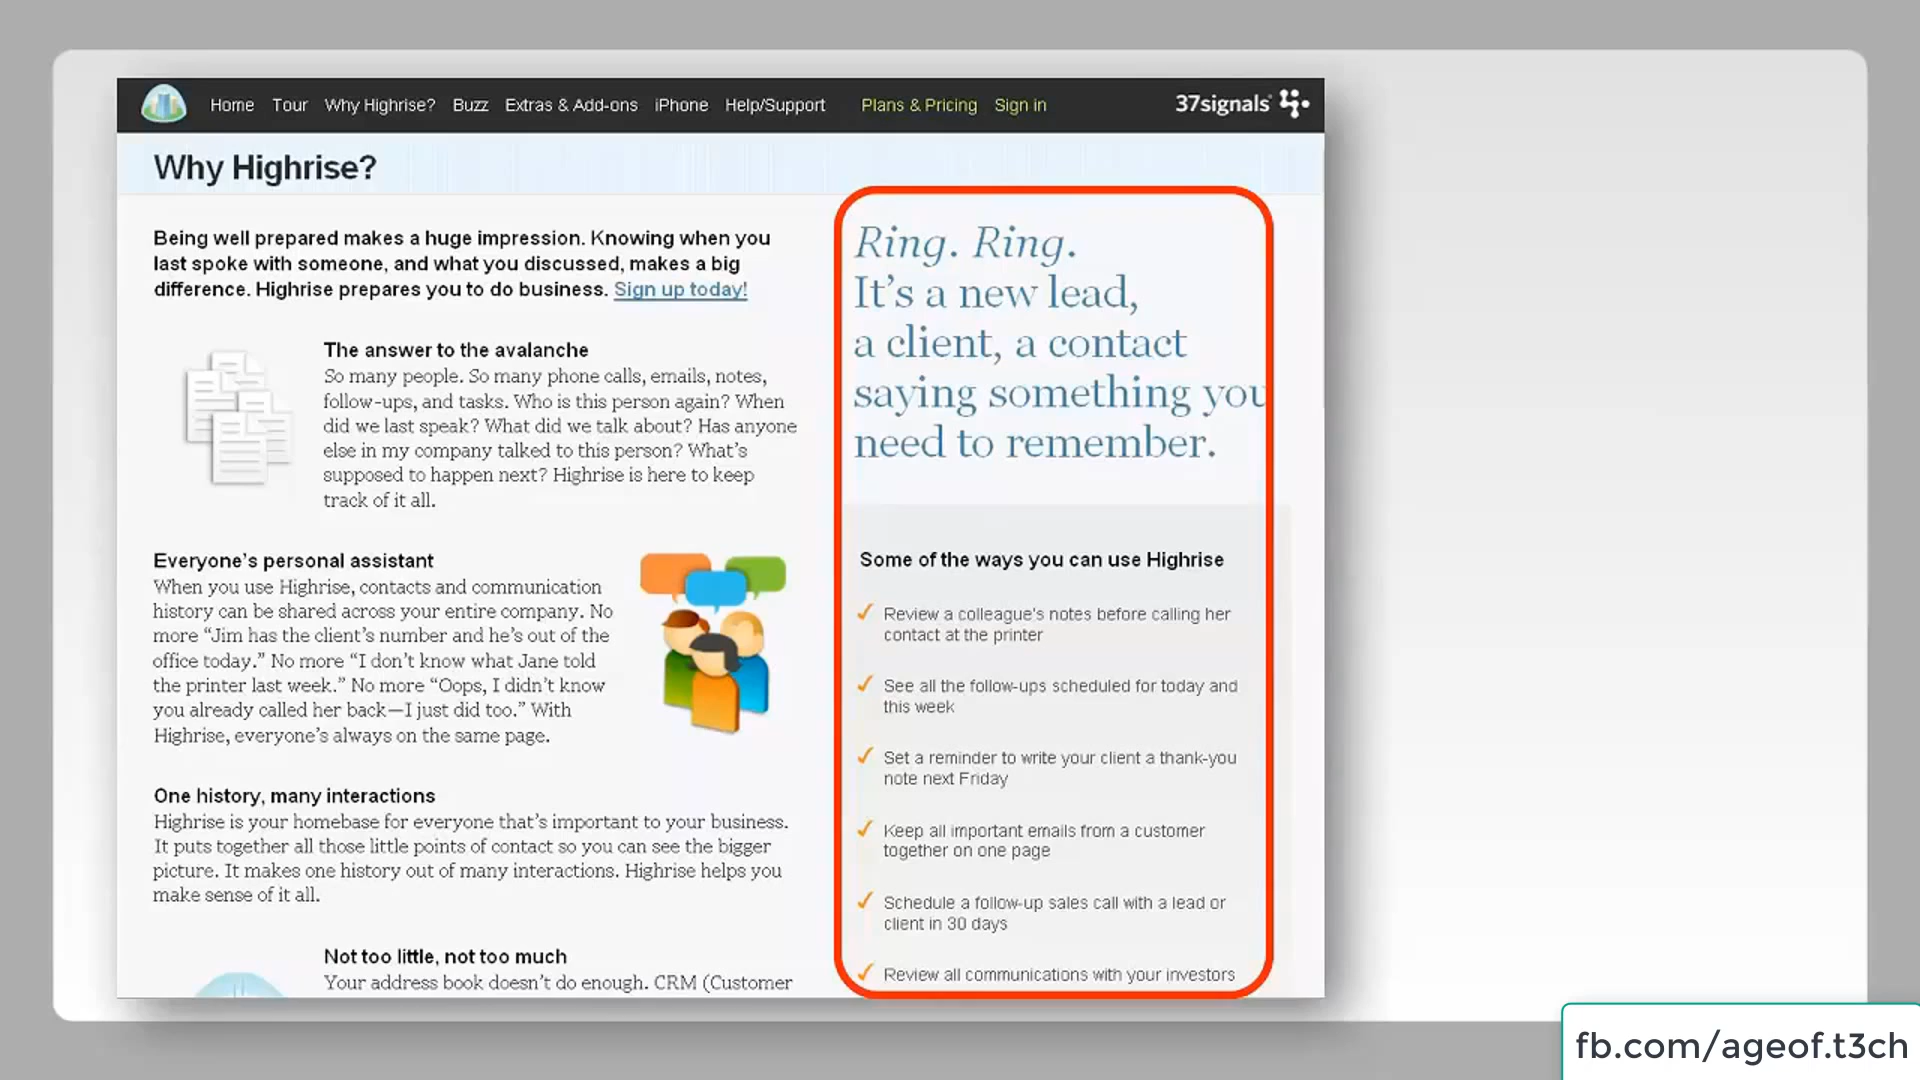 Home Tour Why Highrise? Buzz Extras & Add-ons iPhone Help/Support Plans & Pricing Sign in 37signals
Why Highrise?
Being well prepared makes a huge impression. Knowing when you
last spoke with someone, and what you discussed, makes a big
difference. Highrise prepares you to do business. Sign up today!
The answer to the avalanche
So many people. So many phone calls, emails, notes,
follow-ups, and tasks. Who is this person again? When
did we last speak? What did we talk about? Has anyone
else in my company talked to this person? What's
supposed to happen next? Highrise is here to keep
track of it all.
Everyone's personal assistant
When you use Highrise, contacts and communication
history can be shared across your entire company. No
more “Jim has the client's number and he's out of the
office today.” No more “I don't know what Jane told
the printer last week.” No more “Oops, I didn't know
you already called her back—I just did too.” With
Highrise, everyone's always on the same page.
One history, many interactions
Highrise is your homebase for everyone that's important to your business.
It puts together all those little points of contact so you can see the bigger
picture. It makes one history out of many interactions. Highrise helps you
make sense of it all.
Not too little, not too much
Your address book doesn't do enough. CRM (Customer
Ring. Ring.
It's a new lead,
a client, a contact
saying something you
need to remember.
Some of the ways you can use Highrise
✓ Review a colleague's notes before calling her
contact at the printer
✓ See all the follow-ups scheduled for today and
this week
✓ Set a reminder to write your client a thank-you
note next Friday
✓ Keep all important emails from a customer
together on one page
✓ Schedule a follow-up sales call with a lead or
client in 30 days
✓ Review all communications with your investors
fb.com/ageof.t3ch